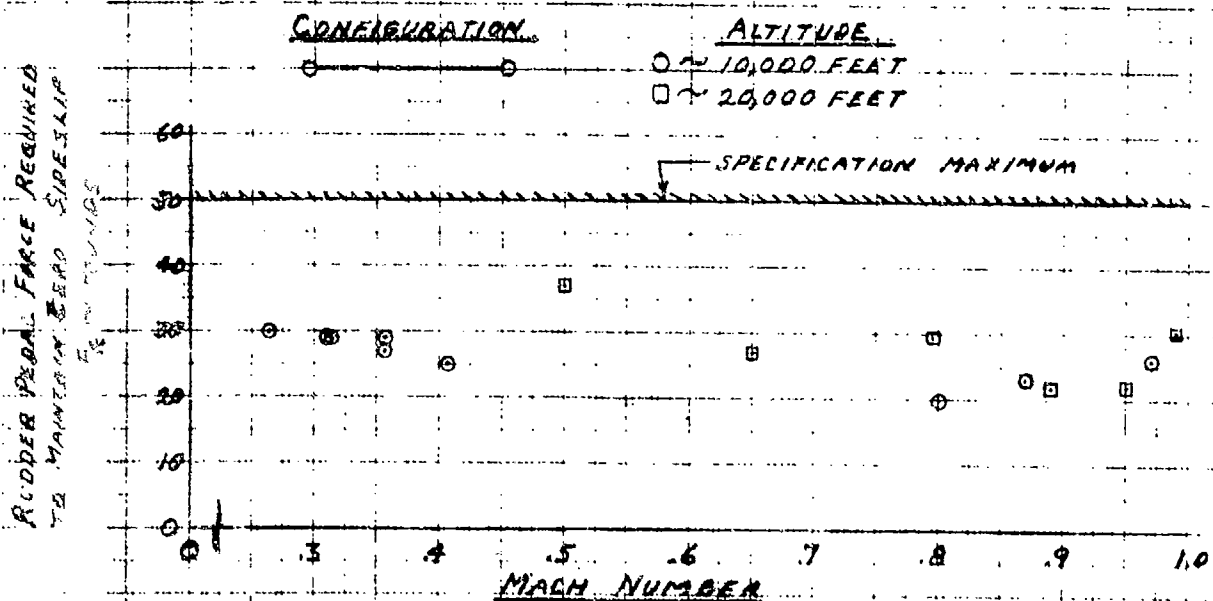 CONFIGURATION
ALTITUDE
○ ~ 10,000 FEET
□ ~ 20,000 FEET
SPECIFICATION MAXIMUM
RUDDER PEDAL FORCE REQUIRED
TO MAINTAIN ZERO SIDESLIP
60
50
40
30
20
10
0
0 .3 .4 .5 .6 .7 .8 .9 1.0
MACH NUMBER